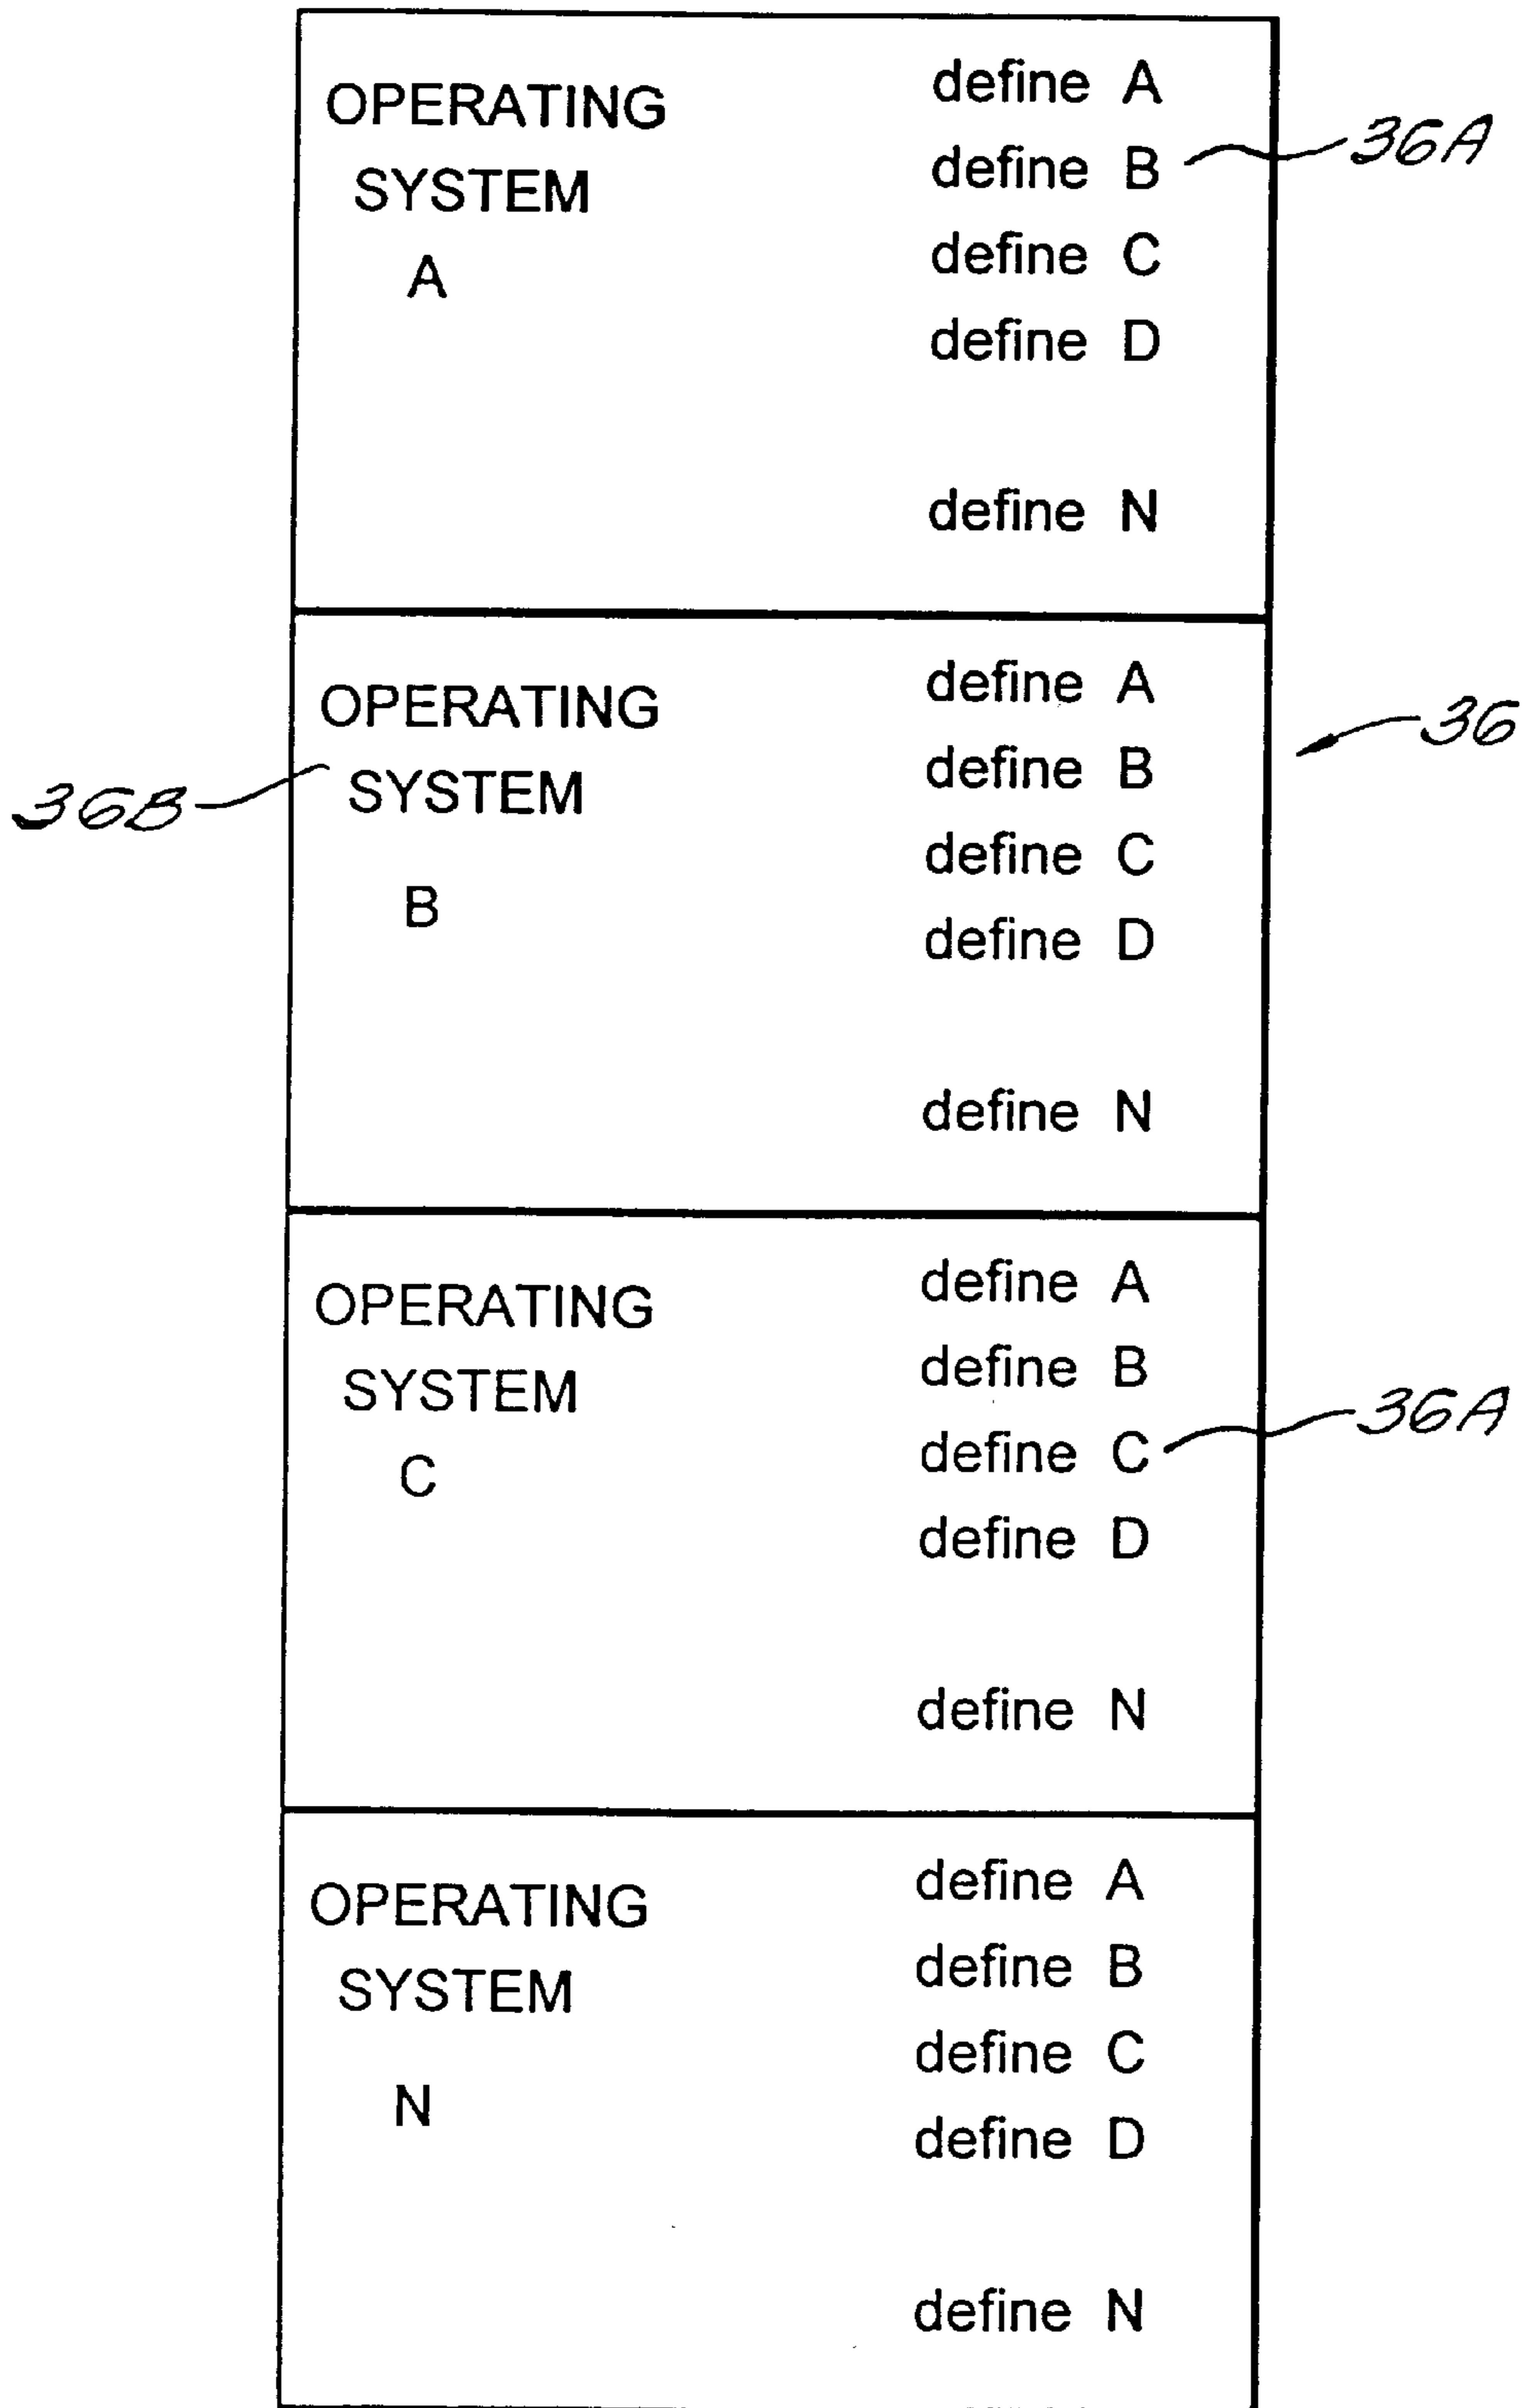 OPERATING
SYSTEM
A
define A
define B
define C
define D
define N
36A
OPERATING
SYSTEM
B
36B
define A
define B
define C
define D
define N
36
OPERATING
SYSTEM
C
define A
define B
define C
define D
define N
36A
OPERATING
SYSTEM
N
define A
define B
define C
define D
define N